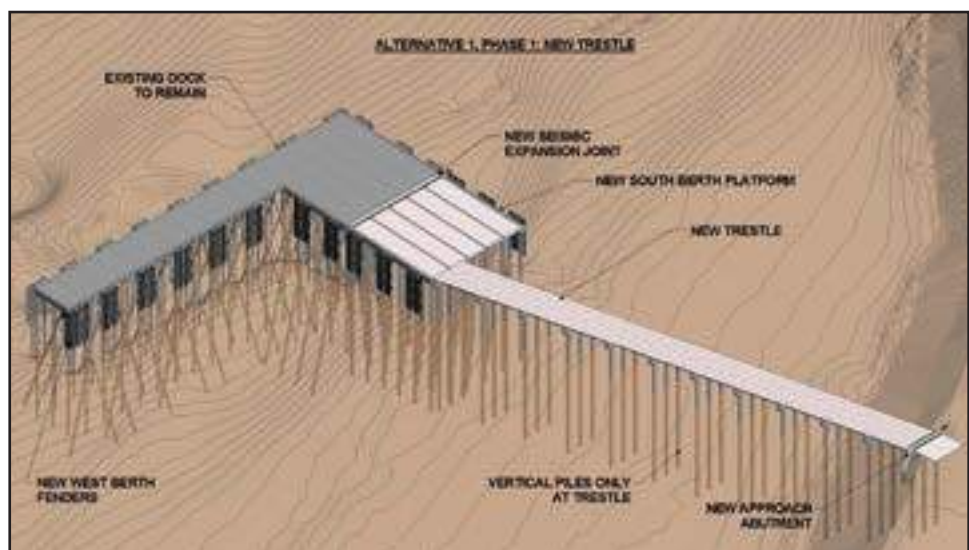 ALTERNATIVE 1, PHASE 1: NEW TRESTLE
EXISTING DOCK
TO REMAIN
NEW SEISMIC
EXPANSION JOINT
NEW SOUTH BERTH PLATFORM
NEW TRESTLE
NEW WEST BERTH
FENDERS
VERTICAL PILES ONLY
AT TRESTLE
NEW APPROACH
ABUTMENT